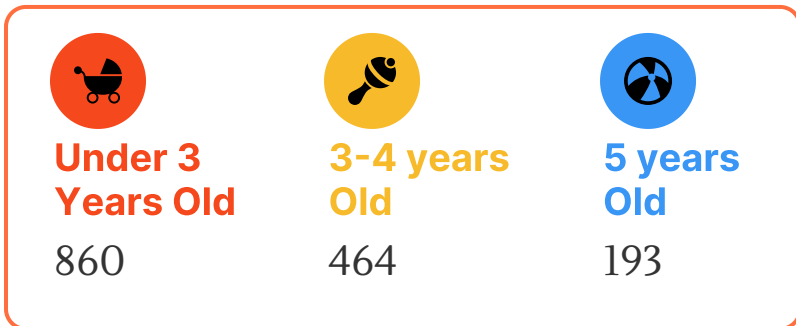 Under 3
Years Old
860
3-4 years
Old
464
5 years
Old
193